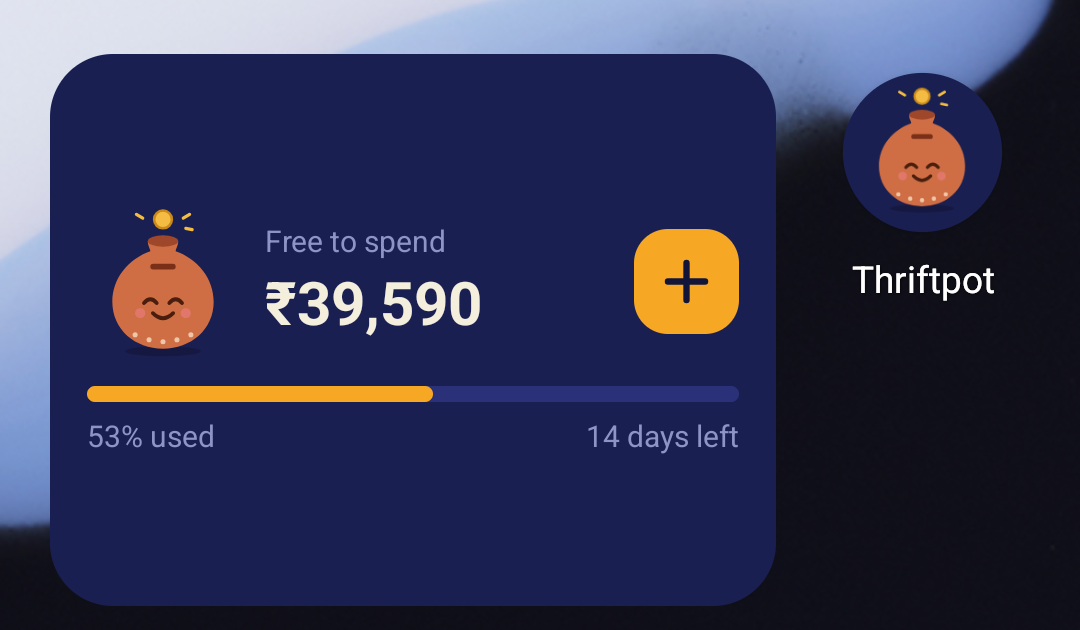 Free to spend
₹39,590
53% used
14 days left
Thriftpot